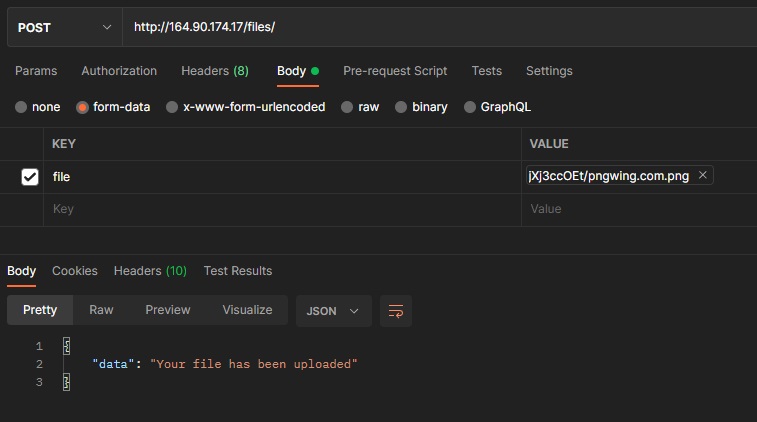 POST http://164.90.174.17/files/
Params Authorization Headers (8) Body Pre-request Script Tests Settings
none form-data x-www-form-urlencoded raw binary GraphQL
KEY VALUE
file jXj3ccOEt/pngwing.com.png
Key Value
Body Cookies Headers (10) Test Results
Pretty Raw Preview Visualize JSON
1 {
2 "data": "Your file has been uploaded"
3 }